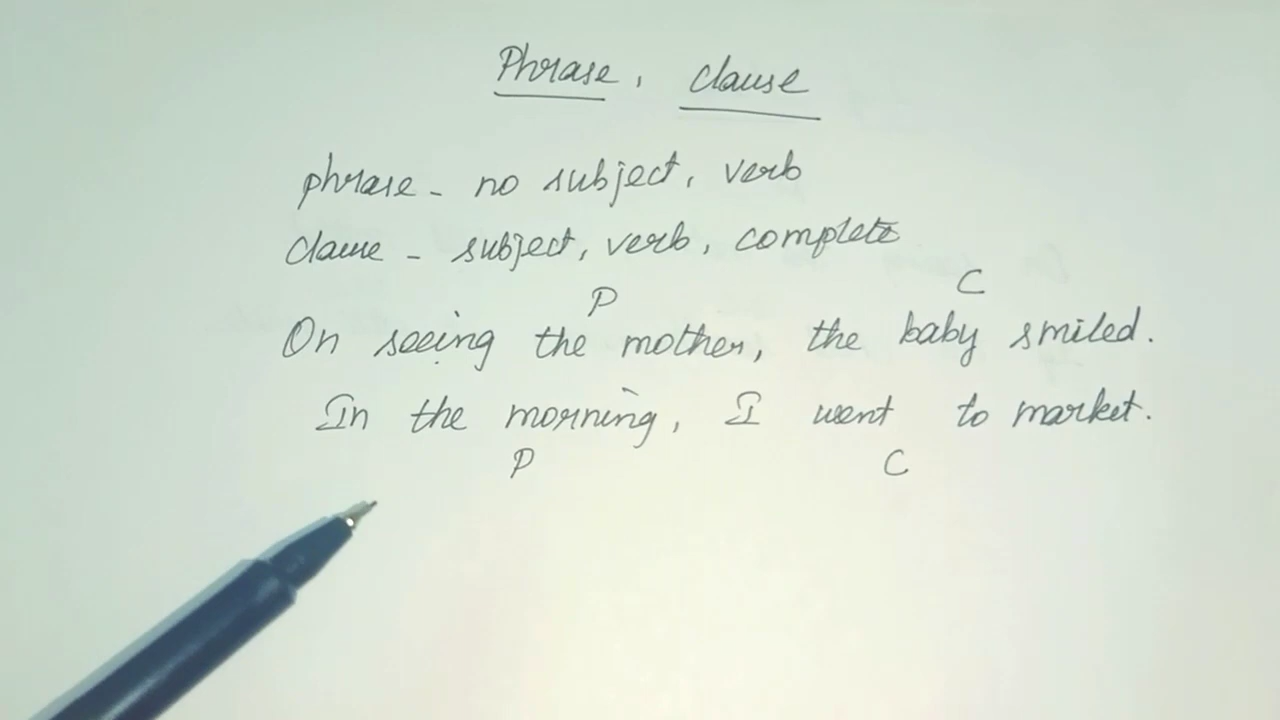 Phrase, clause
phrase - no subject, verb
clause - subject, verb, complete
P C
On seeing the mother, the baby smiled.
In the morning, I went to market.
P C